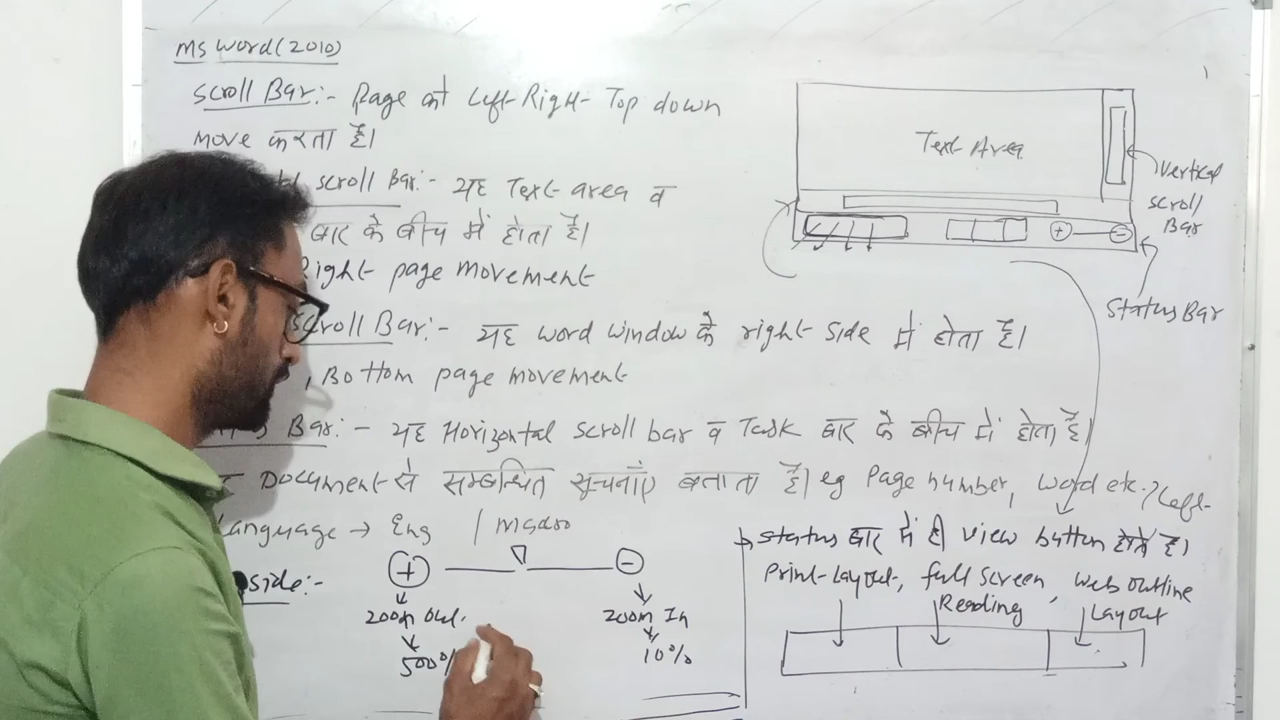 MS Word(2010)
Scroll Bar:- Page को Left-Right- Top down
move करता है।
scroll Bar:- यह Text area व
बार के बीच में होता है।
Right page movement
Scroll Bar:- यह word window के right side में होता है।
, Bottom page movement
Bar:- यह Horizontal scroll bar व Task बार के बीच में होता है।
Document से सम्बन्धित सूचनाएं बताता है। eg Page number, word etc.
Left-
Language → Eng
side:-
+ −
Zoom Out. Zoom In
500% 10%
Text Area
Vertical
scroll
Bar
+ −
Status Bar
→ Status बार में ही view button होते है।
Print-Layout, full screen, web outline
Reading Layout